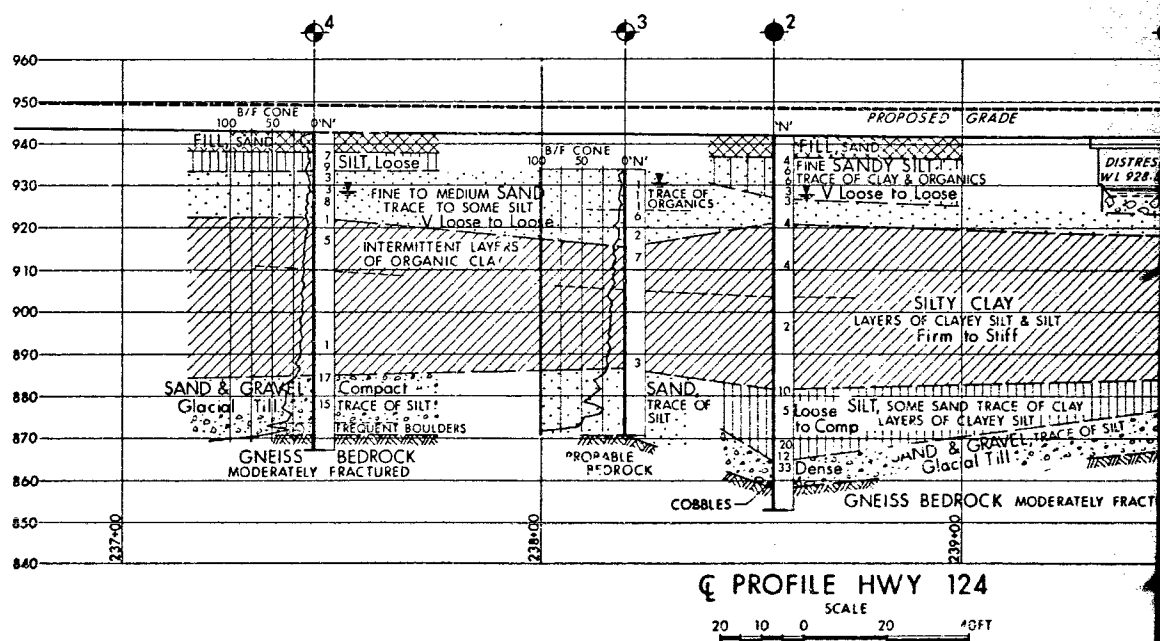 4
3
2
960
950
940
930
920
910
900
890
880
870
860
850
840
B/F CONE
100 50 0 'N'
FILL, SAND
7
9 SILT, Loose
3
3 FINE TO MEDIUM SAND
8 TRACE TO SOME SILT
V Loose to Loose
1
5
INTERMITTENT LAYERS
OF ORGANIC CLA
1
17
SAND & GRAVEL Compact
Glacial Till 15 TRACE OF SILT
FREQUENT BOULDERS
GNEISS BEDROCK
MODERATELY FRACTURED
B/F CONE
100 50 0 'N'
TRACE OF
ORGANICS
6
2
7
3
SAND,
TRACE OF
SILT
PROBABLE
BEDROCK
'N'
PROPOSED GRADE
FILL, SAND
4 FINE SANDY SILT
6 TRACE OF CLAY & ORGANICS
V Loose to Loose
3
4
4
SILTY CLAY
LAYERS OF CLAYEY SILT & SILT
2 Firm to Stiff
10
5 Loose
to Comp
SILT, SOME SAND TRACE OF CLAY
LAYERS OF CLAYEY SILT
20
12
33 Dense
SAND & GRAVEL, TRACE OF SILT
Glacial Till
COBBLES
GNEISS BEDROCK MODERATELY FRACT
DISTRES
WL 928.
237+00
238+00
239+00
℄ PROFILE HWY 124
SCALE
20 10 0 20 40FT